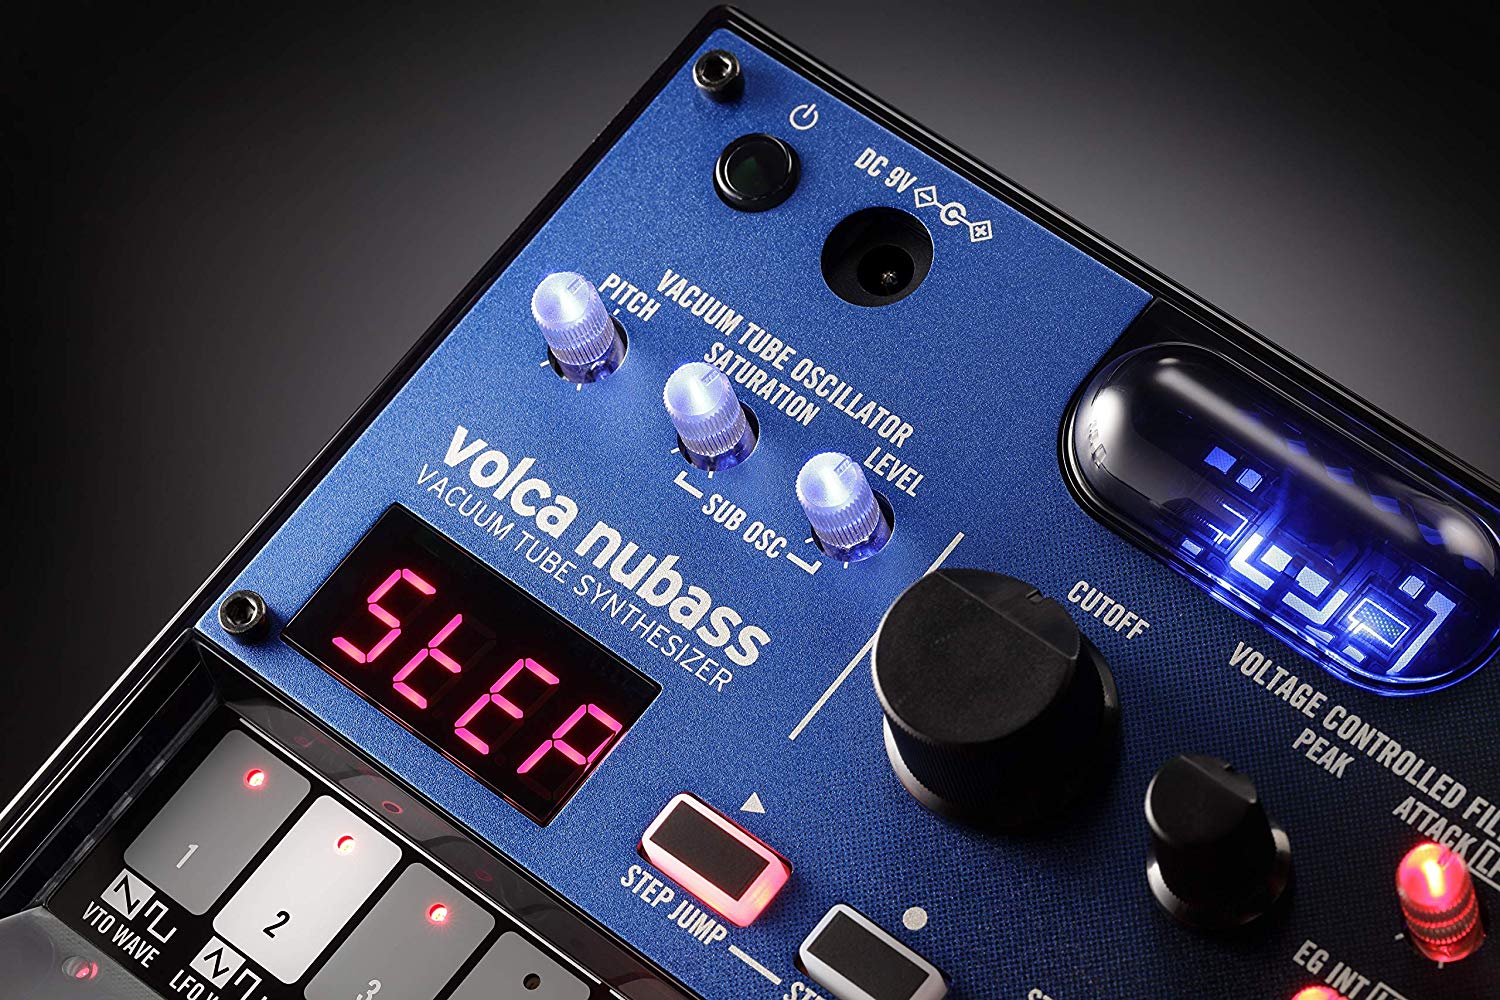 DC 9V
PITCH
VACUUM TUBE OSCILLATOR
SATURATION
LEVEL
SUB OSC
volca nubass
VACUUM TUBE SYNTHESIZER
StEP
CUTOFF
VOLTAGE CONTROLLED
PEAK
ATTACK
EG INT
STEP JUMP
1
2
3
VTO WAVE
LFO